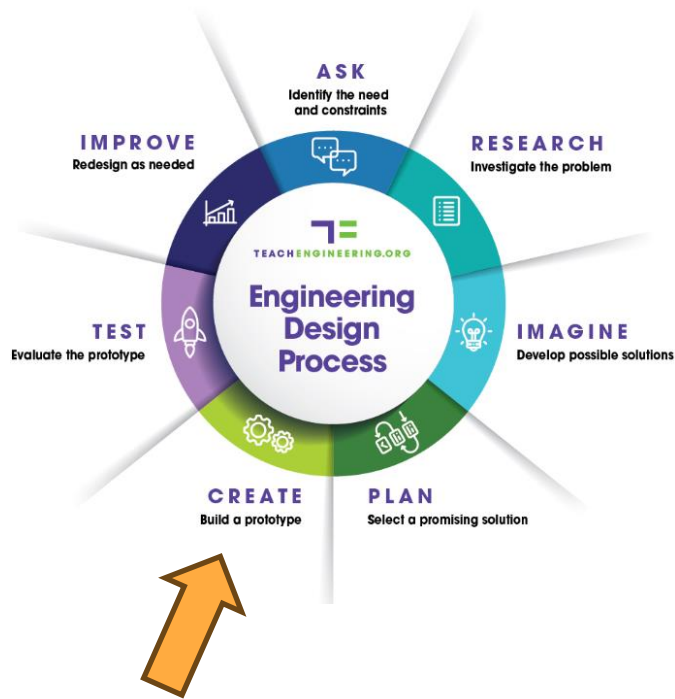 ASK
Identify the need
and constraints
RESEARCH
Investigate the problem
IMAGINE
Develop possible solutions
PLAN
Select a promising solution
CREATE
Build a prototype
TEST
Evaluate the prototype
IMPROVE
Redesign as needed
TEACHENGINEERING.ORG
Engineering
Design
Process